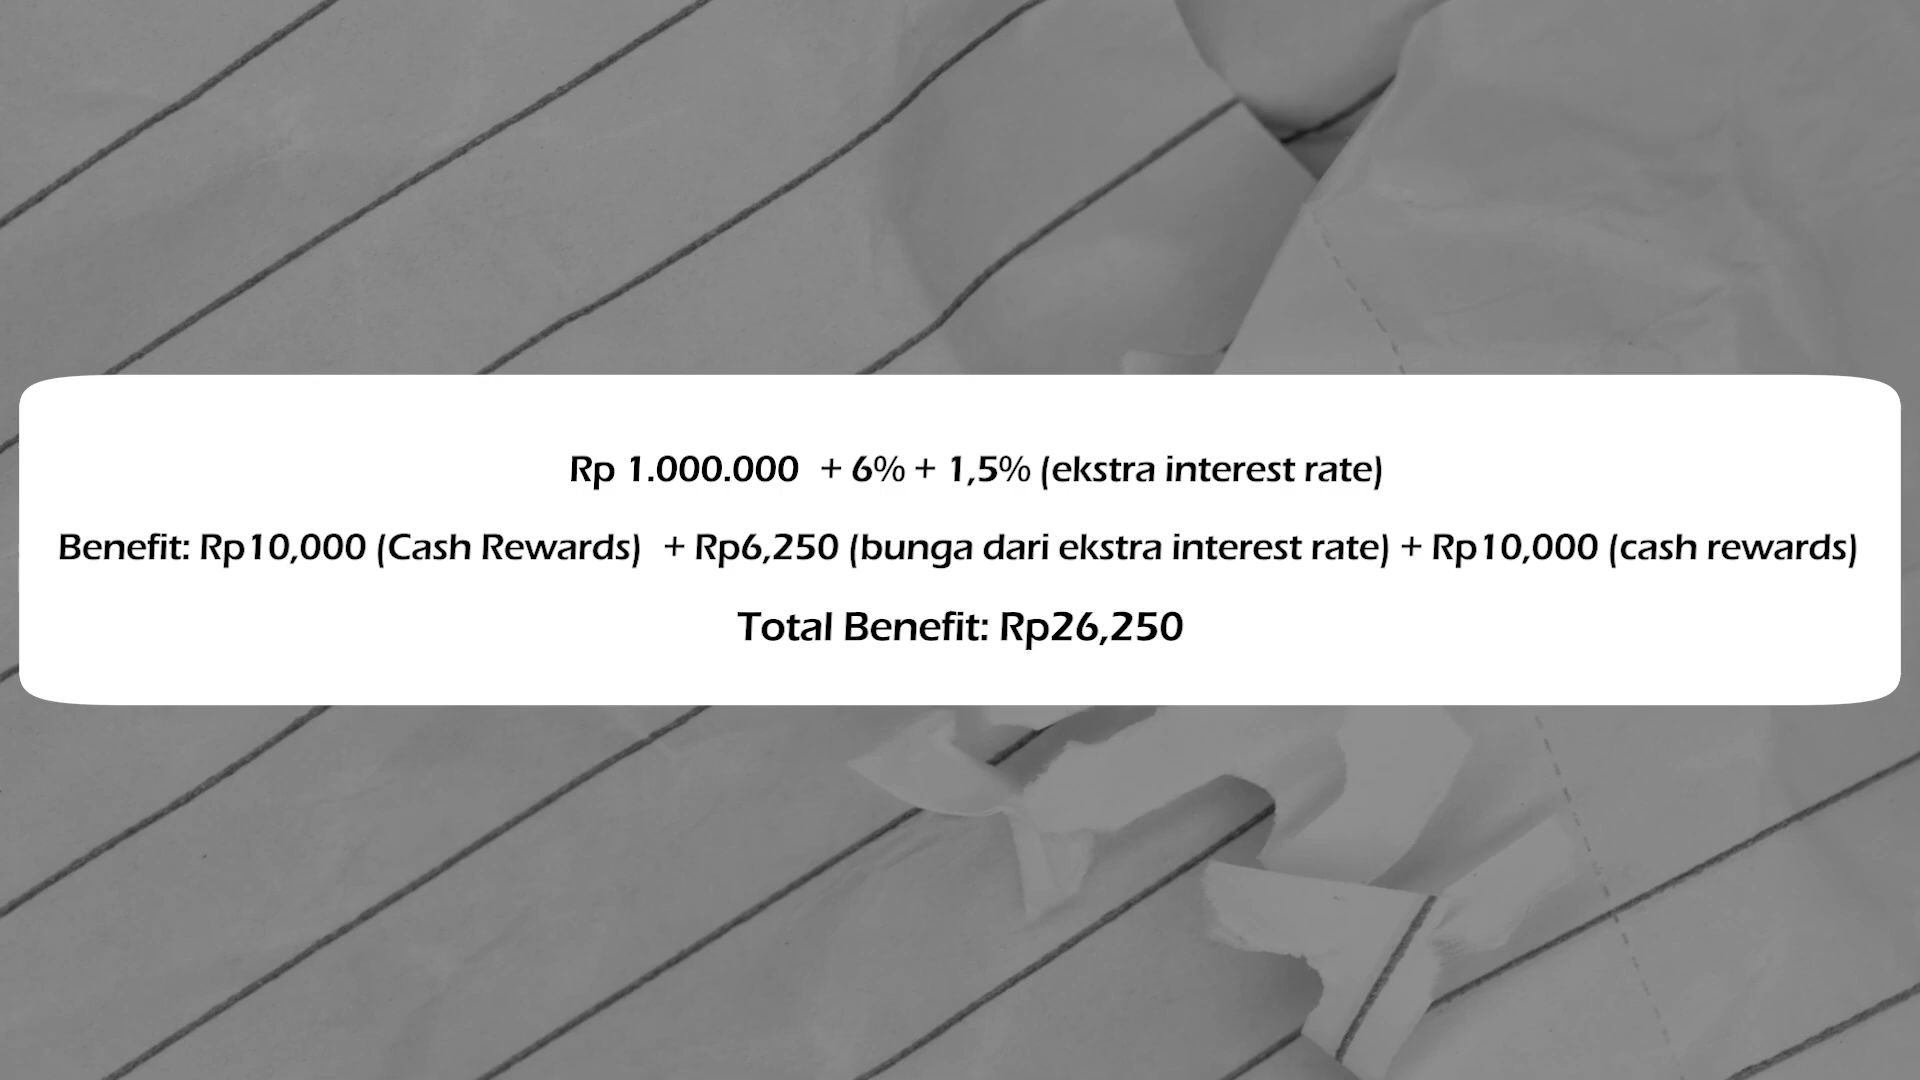 Rp 1.000.000 + 6% + 1,5% (ekstra interest rate)
Benefit: Rp10,000 (Cash Rewards) + Rp6,250 (bunga dari ekstra interest rate) + Rp10,000 (cash rewards)
Total Benefit: Rp26,250